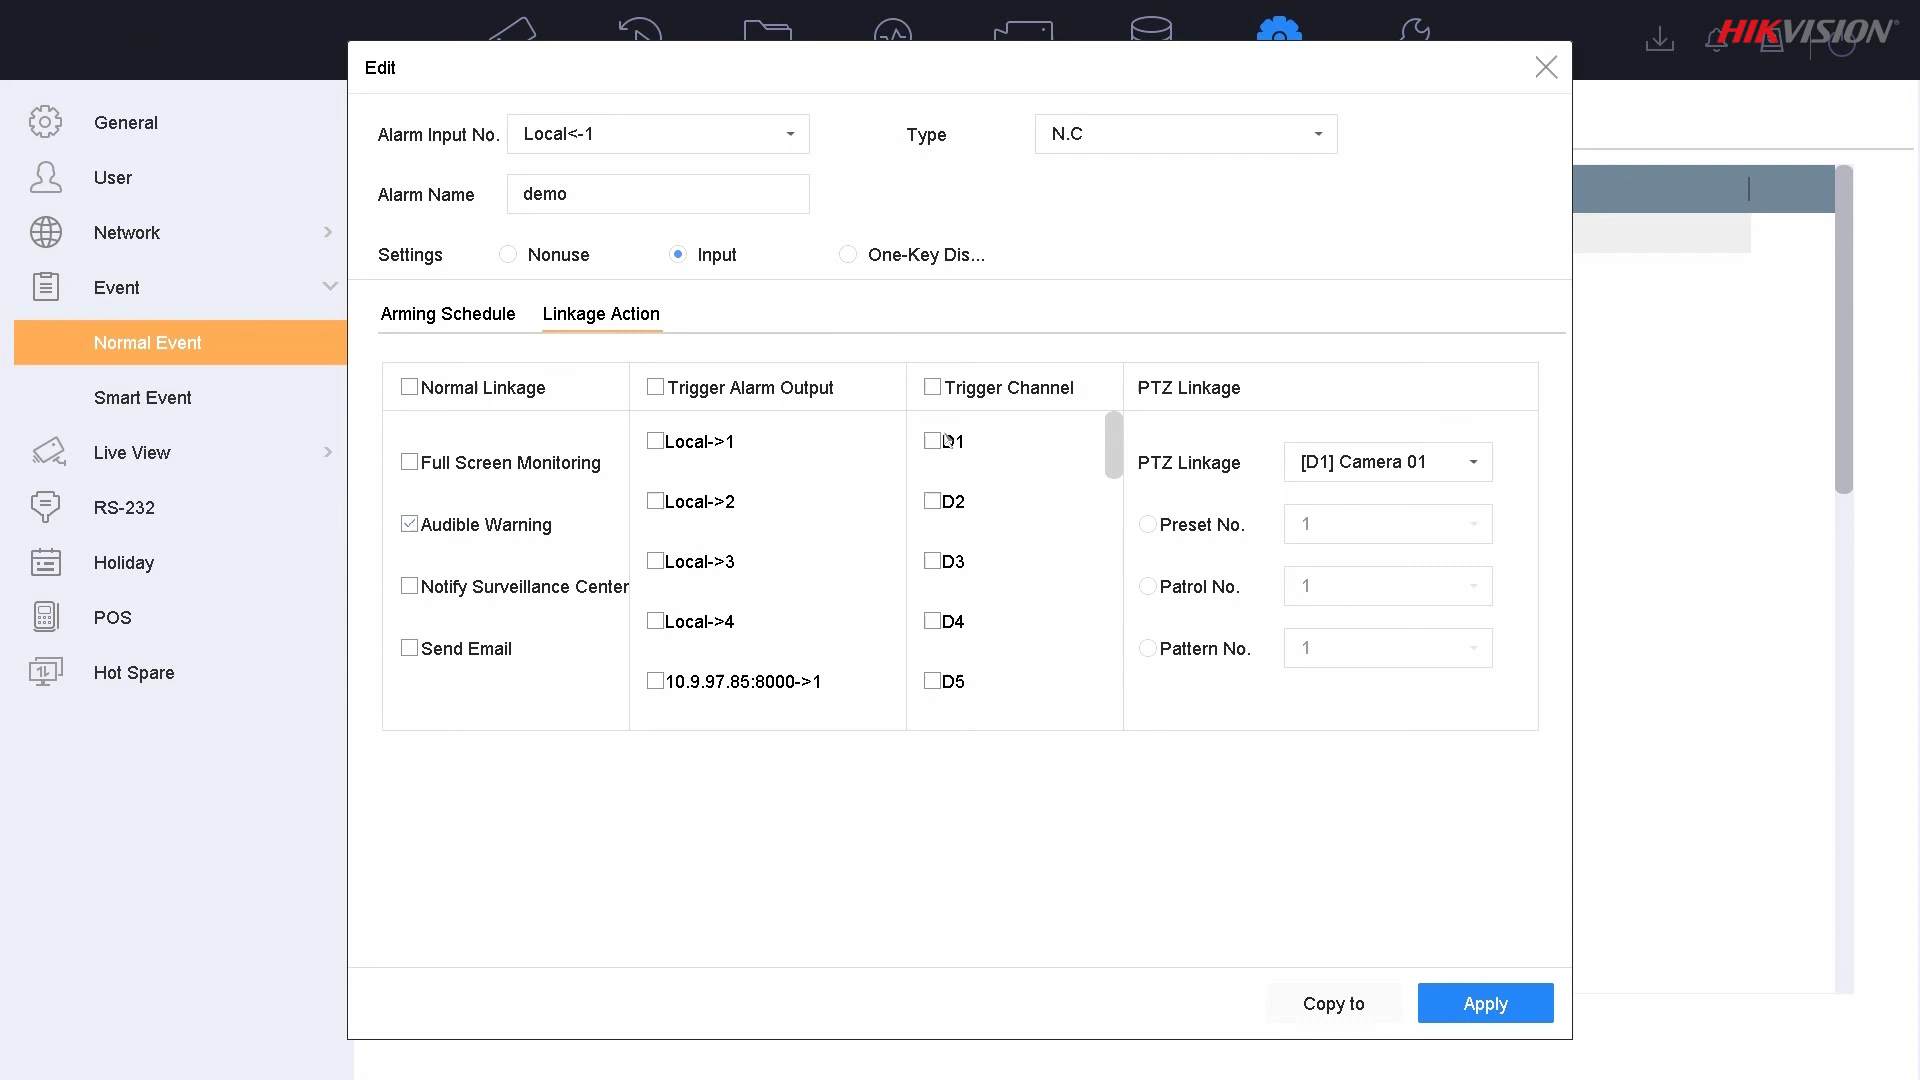 HIKVISION®
Edit
Alarm Input No. Local<-1 Type N.C
Alarm Name demo
Settings Nonuse Input One-Key Dis...
Arming Schedule Linkage Action
Normal Linkage Trigger Alarm Output Trigger Channel PTZ Linkage
Full Screen Monitoring
Audible Warning
Notify Surveillance Center
Send Email
Local->1
Local->2
Local->3
Local->4
10.9.97.85:8000->1
D1
D2
D3
D4
D5
PTZ Linkage [D1] Camera 01
Preset No. 1
Patrol No. 1
Pattern No. 1
Copy to Apply
General
User
Network
Event
Normal Event
Smart Event
Live View
RS-232
Holiday
POS
Hot Spare